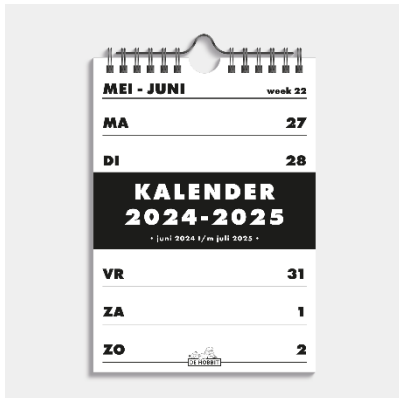 MEI - JUNI week 22
MA 27
DI 28
KALENDER
2024-2025
• juni 2024 t/m juli 2025 •
VR 31
ZA 1
ZO 2
DE HOBBIT